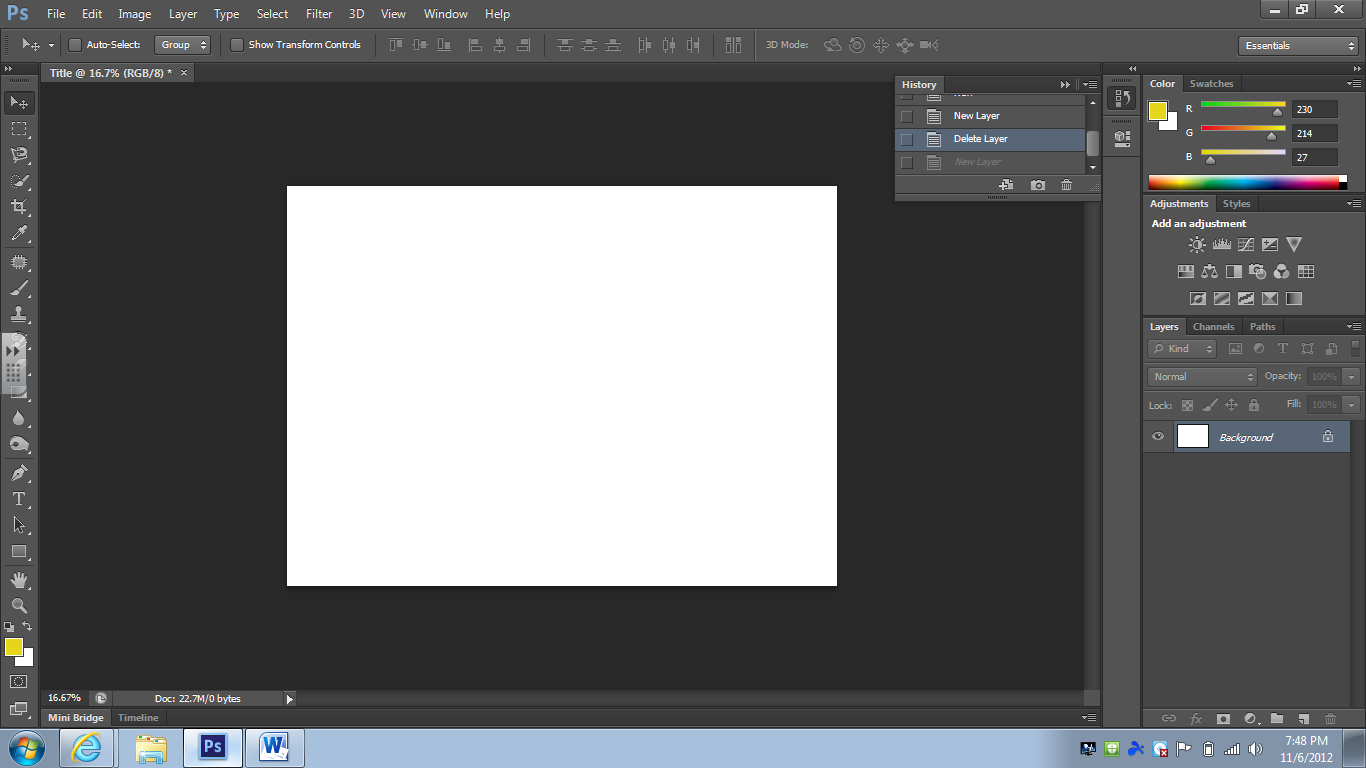 Ps File Edit Image Layer Type Select Filter 3D View Window Help
Auto-Select: Group Show Transform Controls 3D Mode: Essentials
Title @ 16.7% (RGB/8) * ×
History
New Layer
Delete Layer
New Layer
Color Swatches
R 230
G 214
B 27
Adjustments Styles
Add an adjustment
Layers Channels Paths
Kind T
Normal Opacity: 100%
Lock: Fill: 100%
Background
fx
T
16.67% Doc: 22.7M/0 bytes
Mini Bridge Timeline
Ps W
7:48 PM
11/6/2012